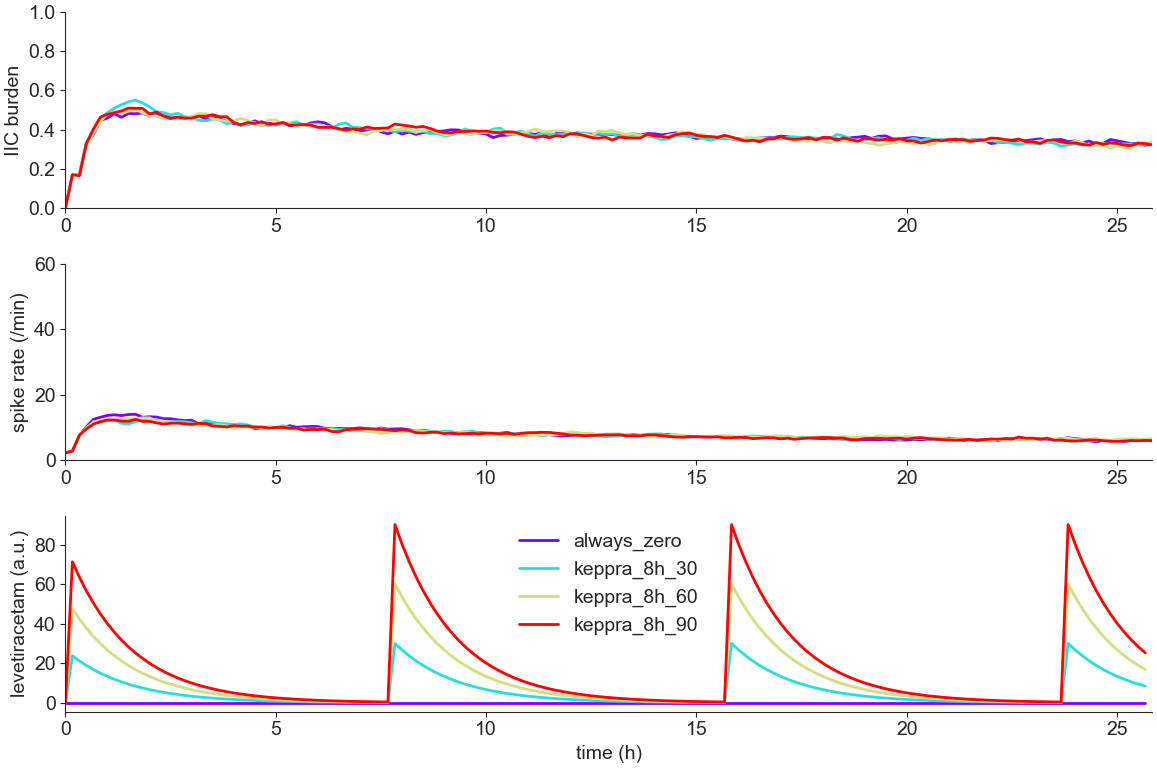 IIC burden
1.0
0.8
0.6
0.4
0.2
0.0
0 5 10 15 20 25
spike rate (/min)
60
40
20
0
0 5 10 15 20 25
levetiracetam (a.u.)
80
60
40
20
0
always_zero
keppra_8h_30
keppra_8h_60
keppra_8h_90
0 5 10 15 20 25
time (h)